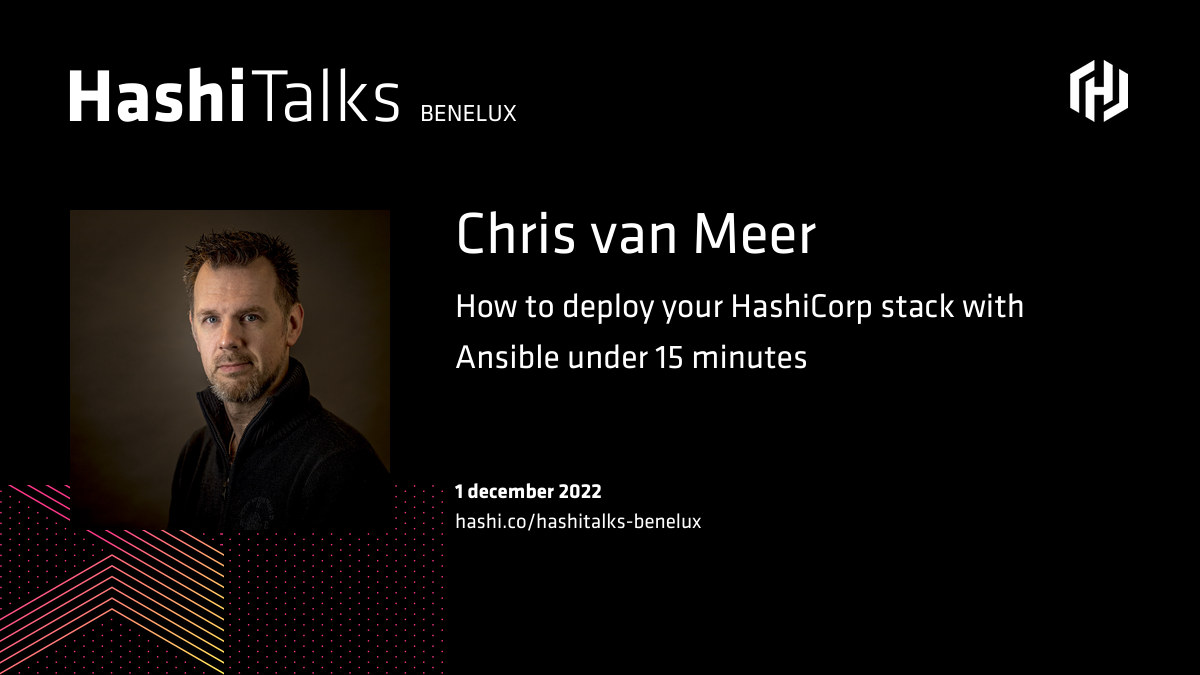 HashiTalks BENELUX
Chris van Meer
How to deploy your HashiCorp stack with
Ansible under 15 minutes
1 december 2022
hashi.co/hashitalks-benelux